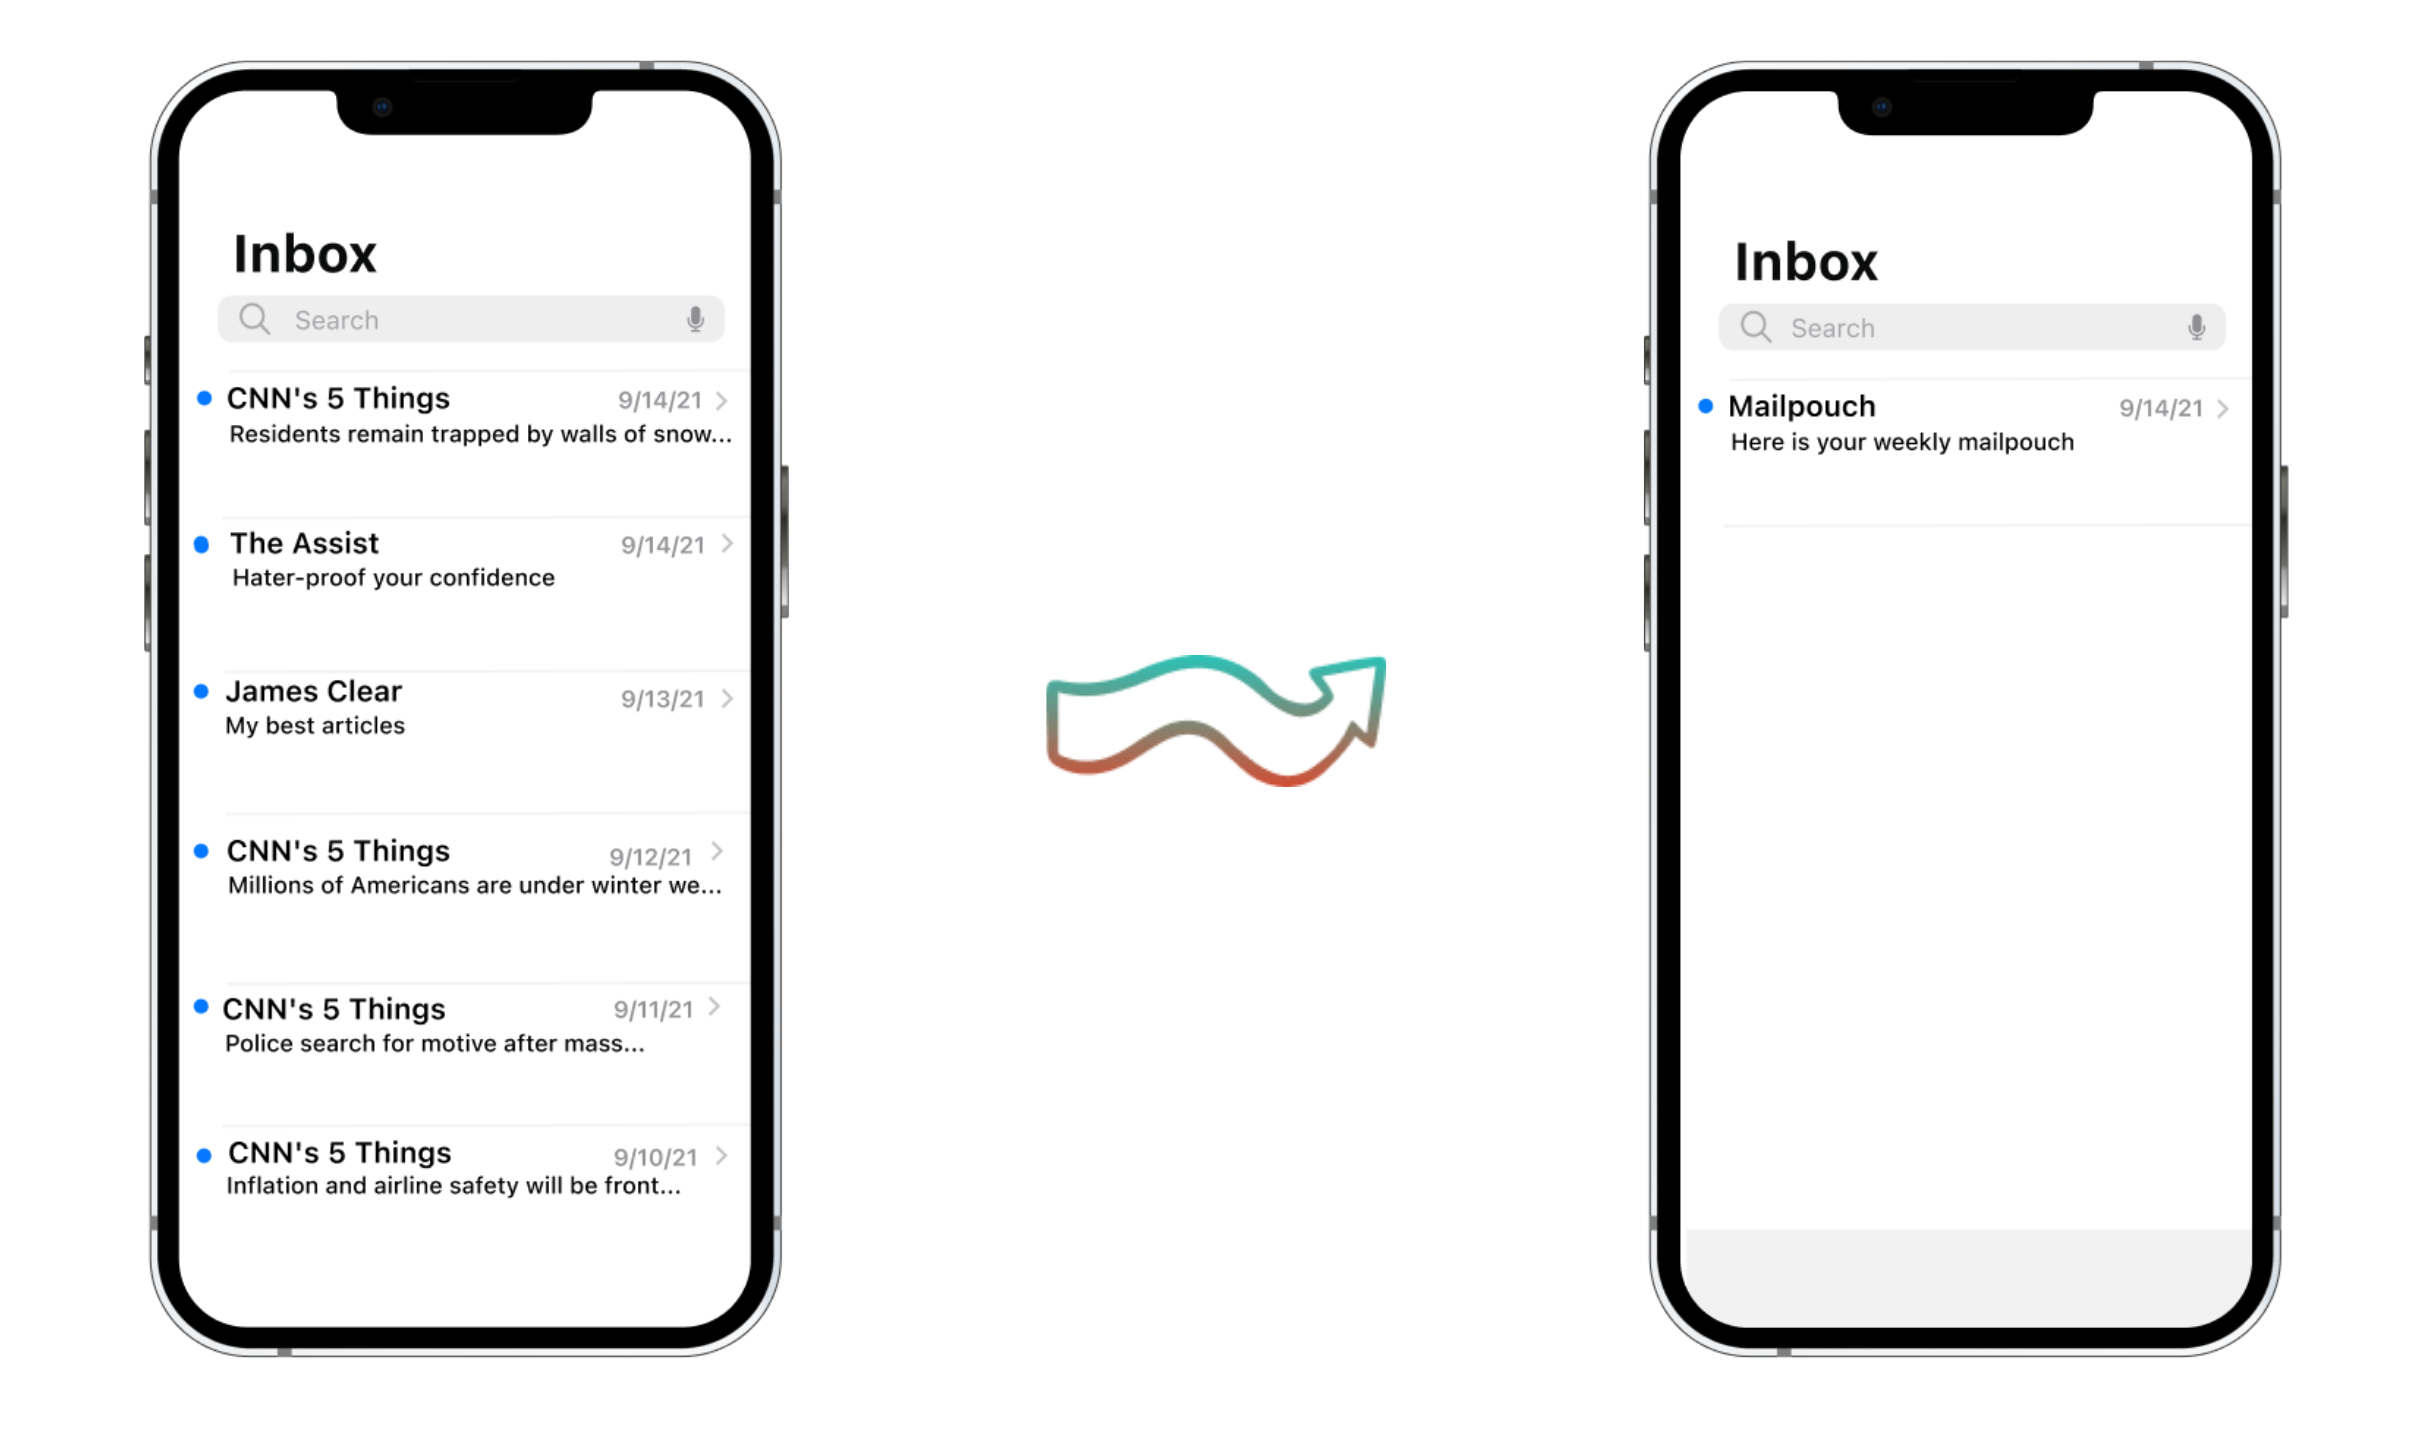 Inbox
Search
CNN's 5 Things 9/14/21
Residents remain trapped by walls of snow...
The Assist 9/14/21
Hater-proof your confidence
James Clear 9/13/21
My best articles
CNN's 5 Things 9/12/21
Millions of Americans are under winter we...
CNN's 5 Things 9/11/21
Police search for motive after mass...
CNN's 5 Things 9/10/21
Inflation and airline safety will be front...
Inbox
Search
Mailpouch 9/14/21
Here is your weekly mailpouch